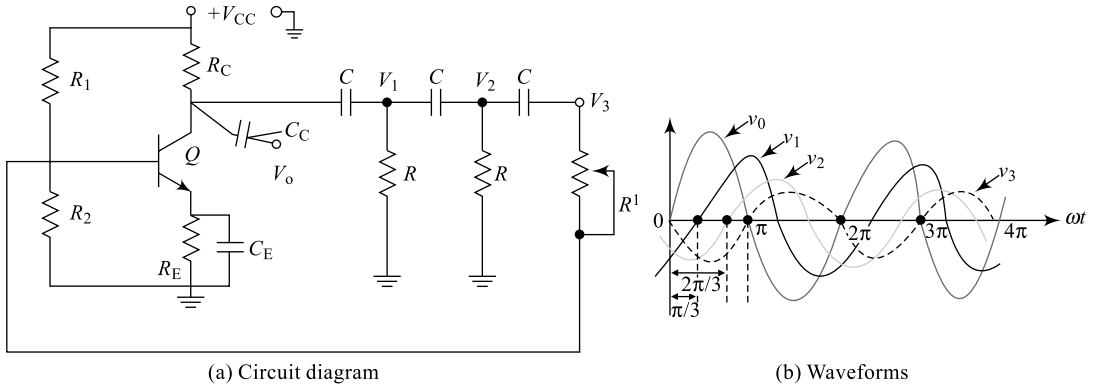 +V_CC
R_1
R_C
C
V_1
C
V_2
C
V_3
C_C
Q
V_o
R
R
R^1
R_2
R_E
C_E
v_0
v_1
v_2
v_3
0
π
2π
3π
4π
ωt
2π/3
π/3
(a) Circuit diagram
(b) Waveforms